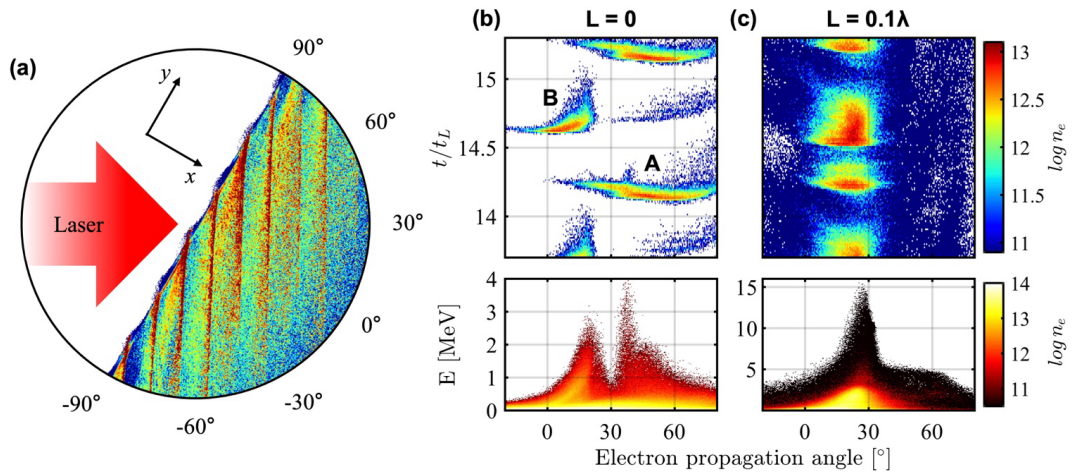 (a)
y
x
Laser
90°
60°
30°
0°
-30°
-60°
-90°
(b)
L = 0
(c)
L = 0.1λ
B
A
t/t_L
15
14.5
14
log n_e
13
12.5
12
11.5
11
E [MeV]
4
3
2
1
0
15
10
5
log n_e
14
13
12
11
0
30
60
0
30
60
Electron propagation angle [°]